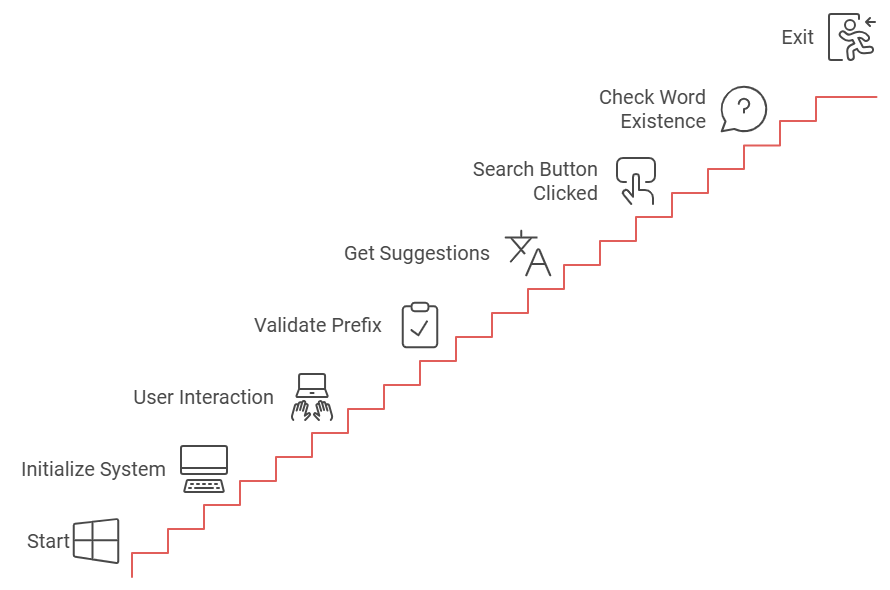 Exit
Check Word
Existence
Search Button
Clicked
Get Suggestions
Validate Prefix
User Interaction
Initialize System
Start